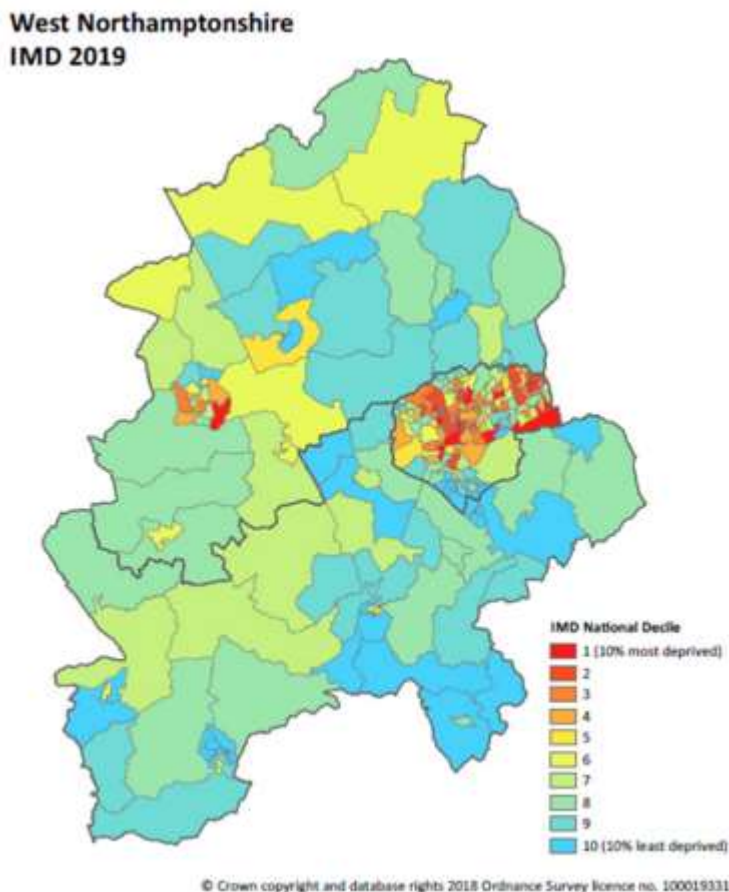 West Northamptonshire
IMD 2019
IMD National Decile
1 (10% most deprived)
2
3
4
5
6
7
8
9
10 (10% least deprived)
© Crown copyright and database rights 2018 Ordnance Survey licence no. 100019331